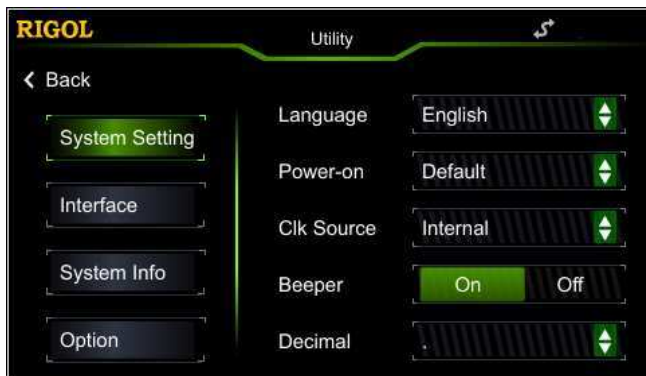 RIGOL
Utility
Back
System Setting
Interface
System Info
Option
Language English
Power-on Default
Clk Source Internal
Beeper On Off
Decimal .